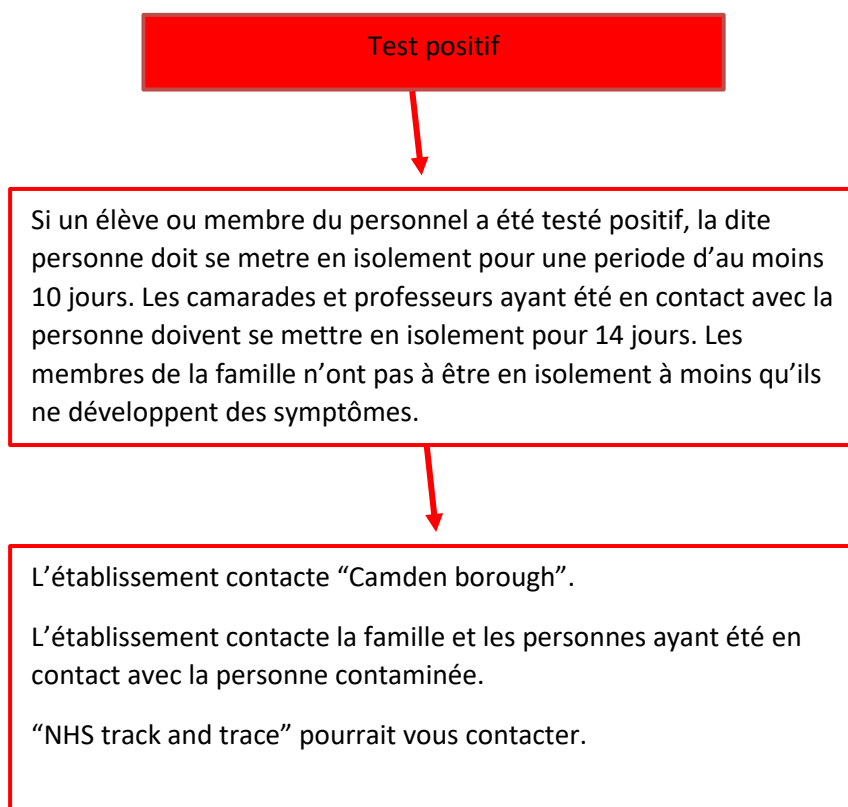 Test positif
Si un élève ou membre du personnel a été testé positif, la dite
personne doit se metre en isolement pour une periode d’au moins
10 jours. Les camarades et professeurs ayant été en contact avec la
personne doivent se mettre en isolement pour 14 jours. Les
membres de la famille n’ont pas à être en isolement à moins qu’ils
ne développent des symptômes.
L’établissement contacte “Camden borough”.
L’établissement contacte la famille et les personnes ayant été en
contact avec la personne contaminée.
“NHS track and trace” pourrait vous contacter.